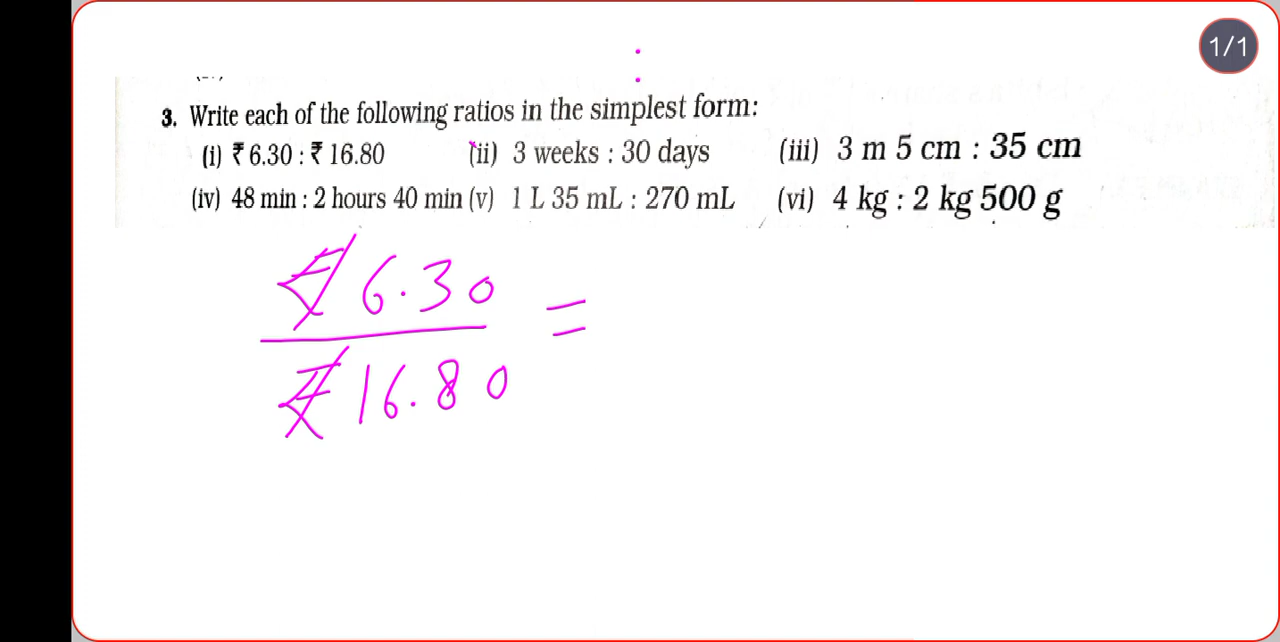 1/1
3. Write each of the following ratios in the simplest form:
(i) ₹ 6.30 : ₹ 16.80 (ii) 3 weeks : 30 days (iii) 3 m 5 cm : 35 cm
(iv) 48 min : 2 hours 40 min (v) 1 L 35 mL : 270 mL (vi) 4 kg : 2 kg 500 g
₹ 6.30 =
₹ 16.80